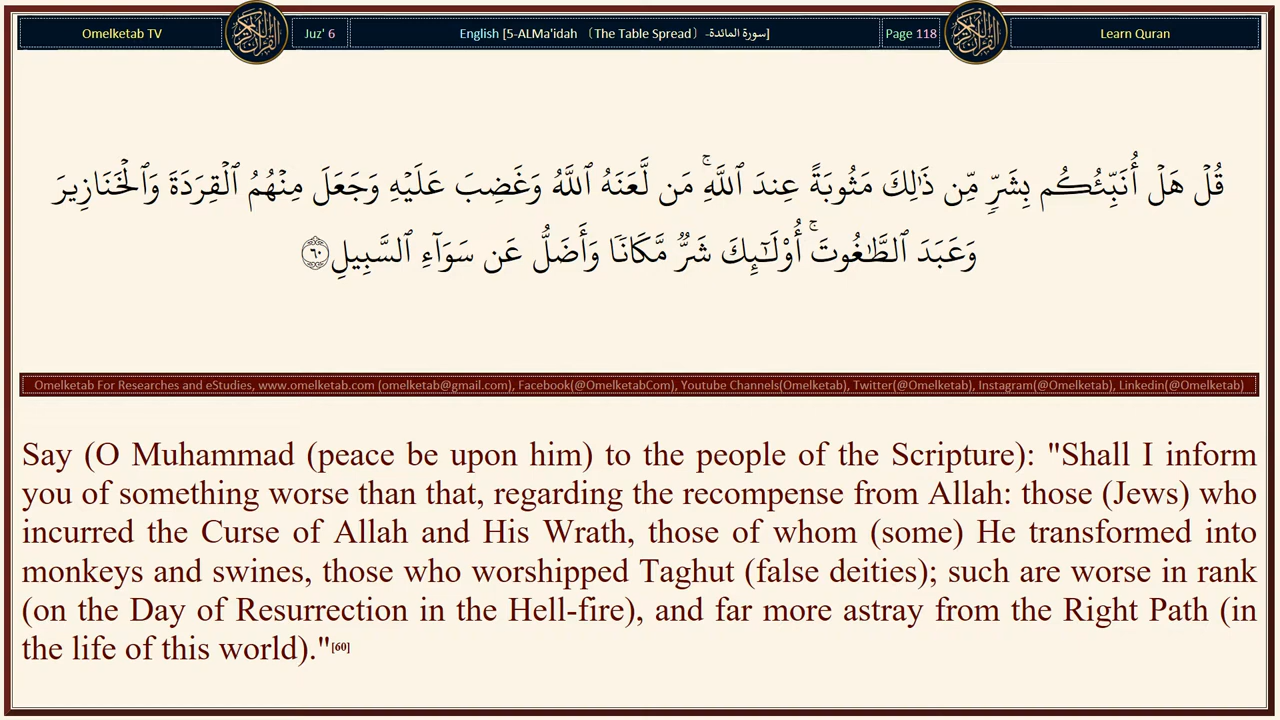 Omelketab TV
Juz' 6
English [5-ALMa'idah (The Table Spread) -سورة المائدة]
Page 118
Learn Quran
قُلۡ هَلۡ أُنَبِّئُكُم بِشَرّٖ مِّن ذَٰلِكَ مَثُوبَةً عِندَ ٱللَّهِۚ مَن لَّعَنَهُ ٱللَّهُ وَغَضِبَ عَلَيۡهِ وَجَعَلَ مِنۡهُمُ ٱلۡقِرَدَةَ وَٱلۡخَنَازِيرَ
وَعَبَدَ ٱلطَّٰغُوتَۚ أُوْلَٰٓئِكَ شَرّٞ مَّكَانٗا وَأَضَلُّ عَن سَوَآءِ ٱلسَّبِيلِ ٦٠
Omelketab For Researches and eStudies, www.omelketab.com (omelketab@gmail.com), Facebook(@OmelketabCom), Youtube Channels(Omelketab), Twitter(@Omelketab), Instagram(@Omelketab), Linkedin(@Omelketab)
Say (O Muhammad (peace be upon him) to the people of the Scripture): "Shall I inform
you of something worse than that, regarding the recompense from Allah: those (Jews) who
incurred the Curse of Allah and His Wrath, those of whom (some) He transformed into
monkeys and swines, those who worshipped Taghut (false deities); such are worse in rank
(on the Day of Resurrection in the Hell-fire), and far more astray from the Right Path (in
the life of this world)."[60]